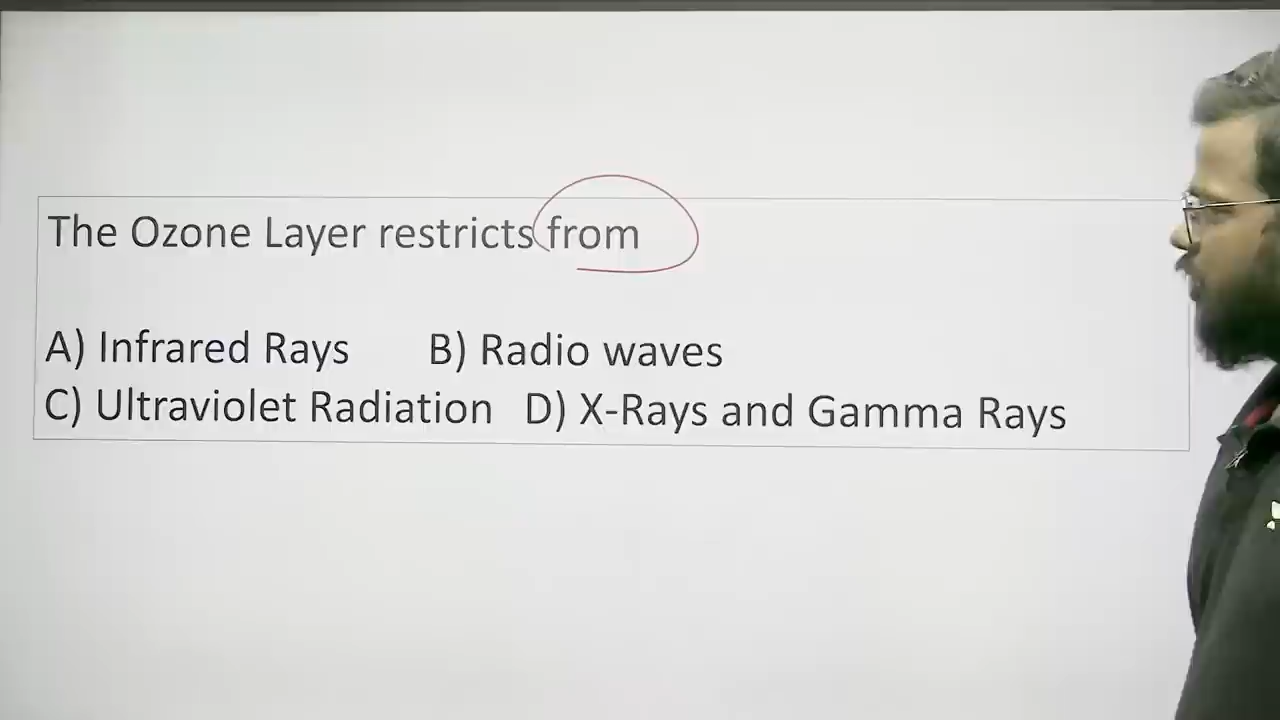 The Ozone Layer restricts from
A) Infrared Rays B) Radio waves
C) Ultraviolet Radiation D) X-Rays and Gamma Rays